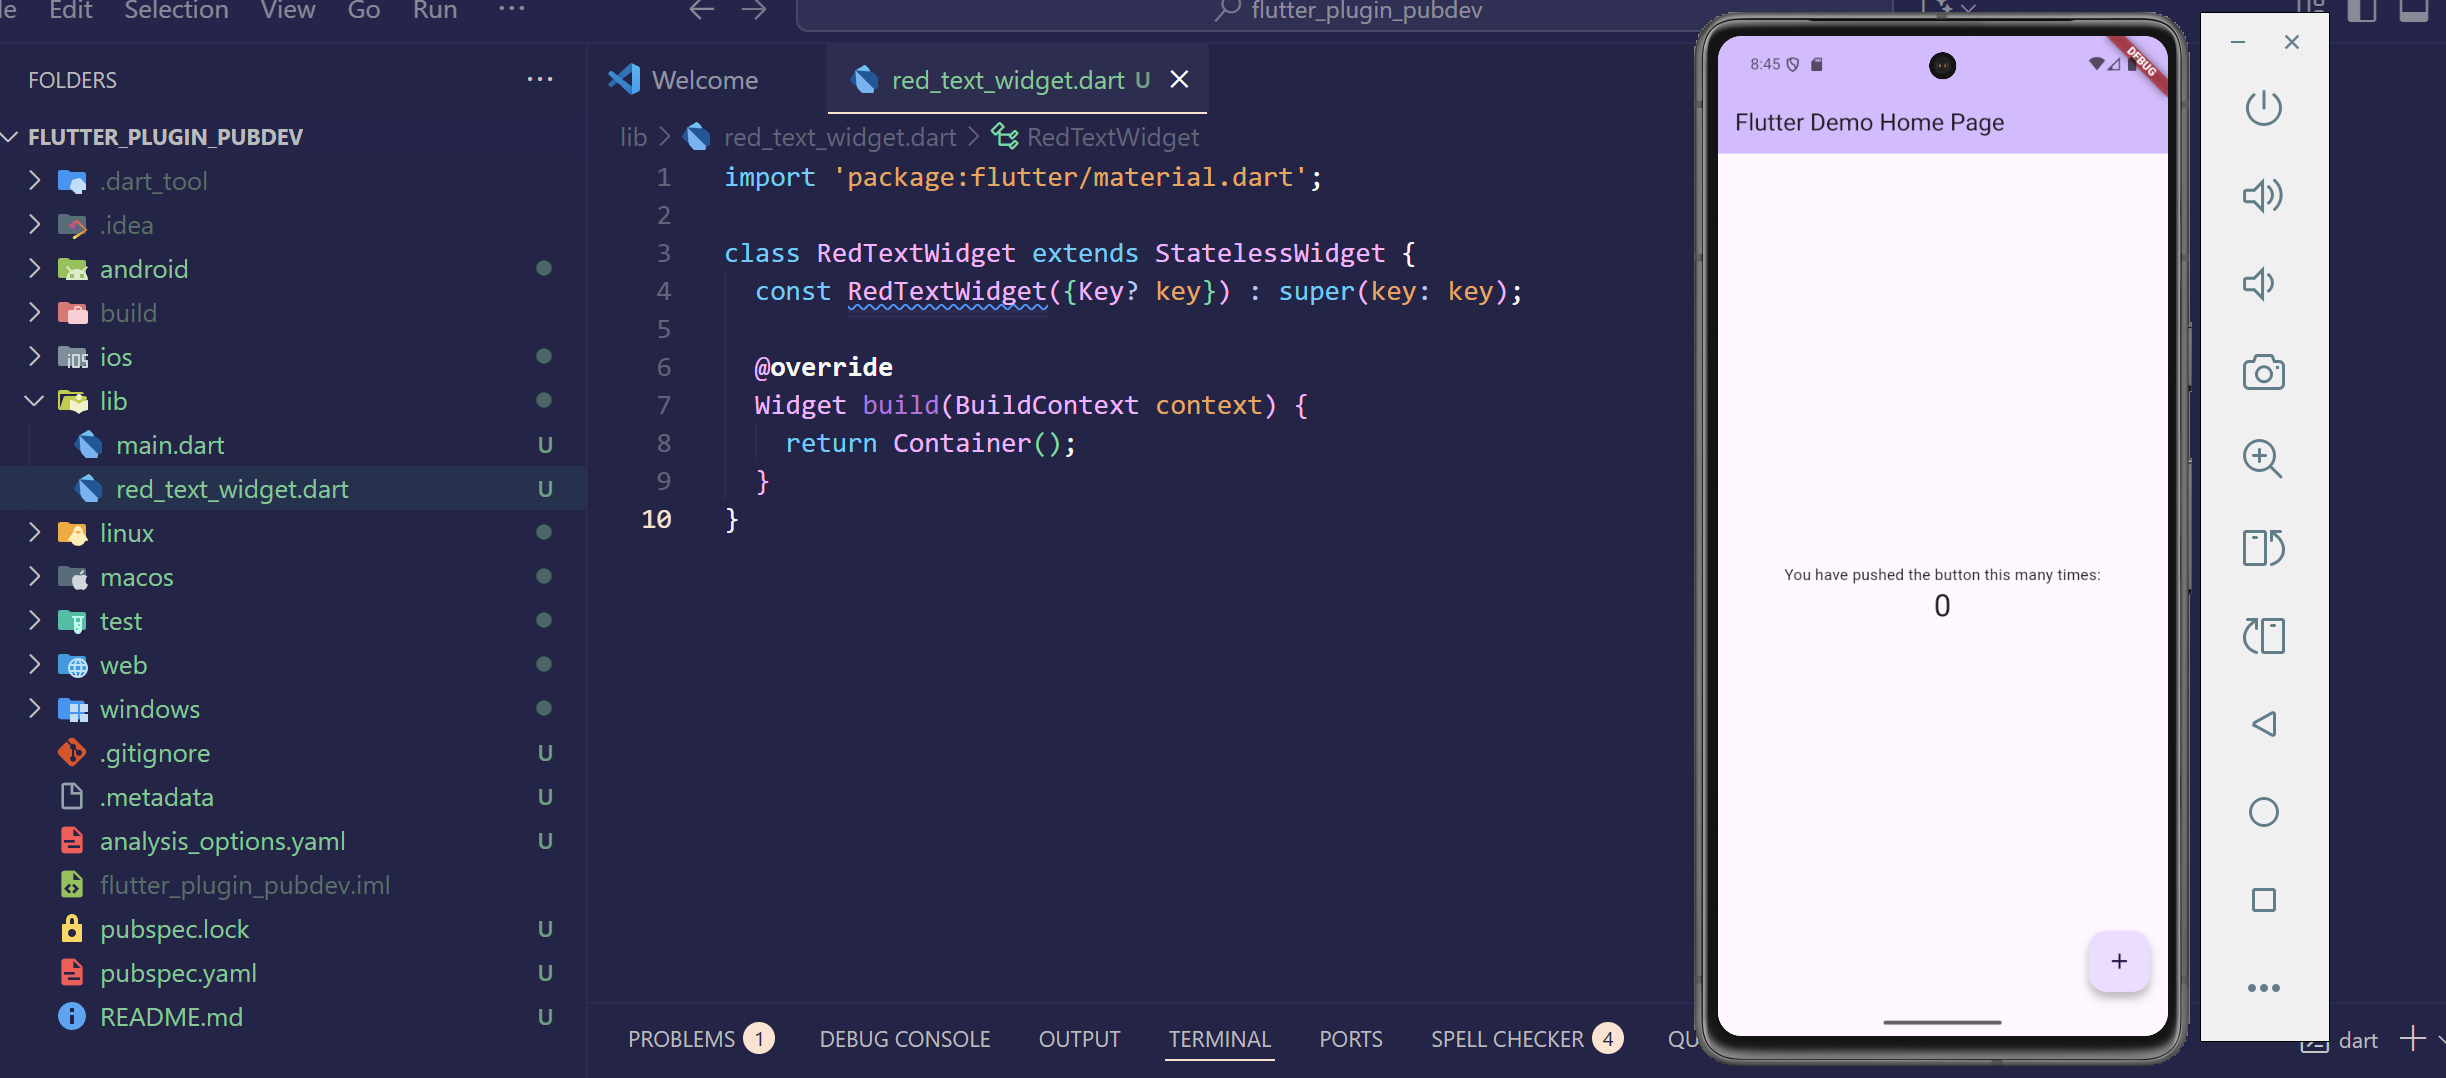 le Edit Selection View Go Run ···
flutter_plugin_pubdev
FOLDERS ···
FLUTTER_PLUGIN_PUBDEV
.dart_tool
.idea
android
build
ios
lib
main.dart U
red_text_widget.dart U
linux
macos
test
web
windows
.gitignore U
.metadata U
analysis_options.yaml U
flutter_plugin_pubdev.iml
pubspec.lock U
pubspec.yaml U
README.md U
Welcome
red_text_widget.dart U
lib > red_text_widget.dart > RedTextWidget
1 import 'package:flutter/material.dart';
2
3 class RedTextWidget extends StatelessWidget {
4 const RedTextWidget({Key? key}) : super(key: key);
5
6 @override
7 Widget build(BuildContext context) {
8 return Container();
9 }
10 }
PROBLEMS 1 DEBUG CONSOLE OUTPUT TERMINAL PORTS SPELL CHECKER 4 QU
dart
8:45
DEBUG
Flutter Demo Home Page
You have pushed the button this many times:
0
+